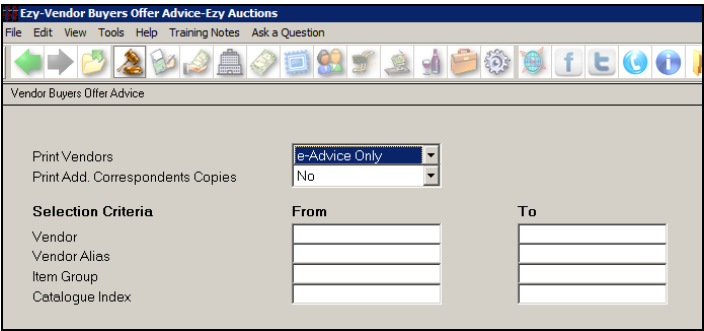 Ezy-Vendor Buyers Offer Advice-Ezy Auctions
File Edit View Tools Help Training Notes Ask a Question
Vendor Buyers Offer Advice
Print Vendors e-Advice Only
Print Add. Correspondents Copies No
Selection Criteria From To
Vendor
Vendor Alias
Item Group
Catalogue Index